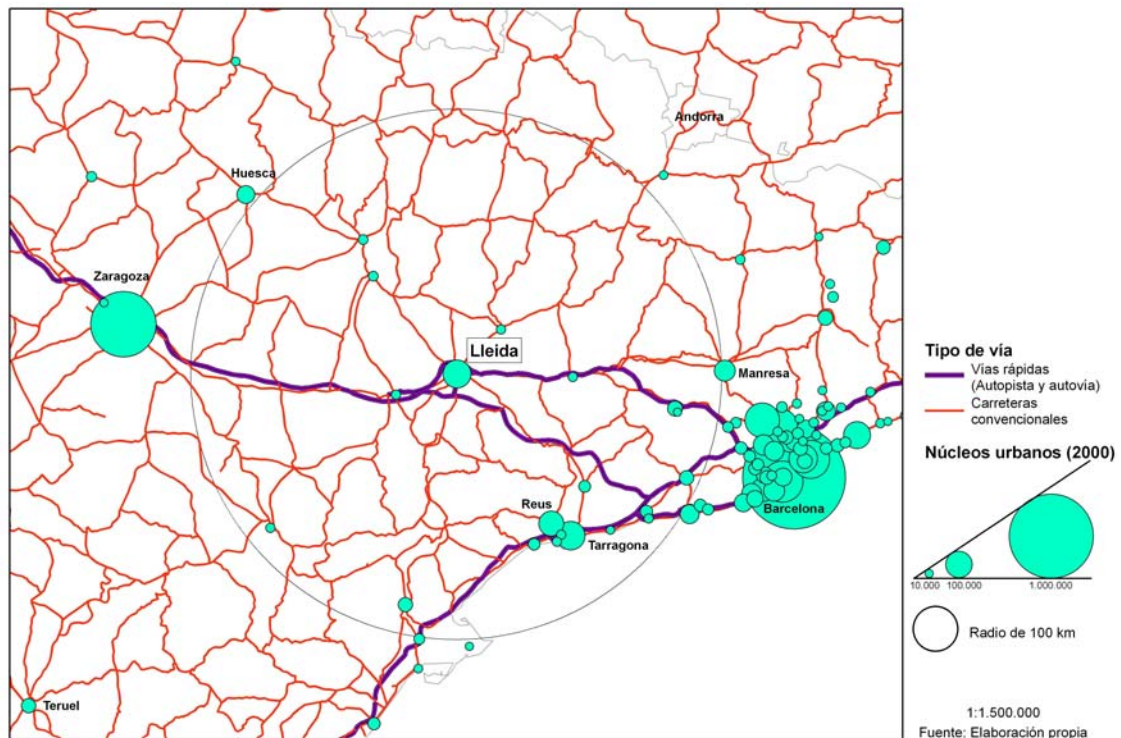 Andorra
Huesca
Zaragoza
Lleida
Manresa
Reus
Barcelona
Tarragona
Teruel
Tipo de vía
Vías rápidas
(Autopista y autovía)
Carreteras
convencionales
Núcleos urbanos (2000)
10.000 100.000 1.000.000
Radio de 100 km
1:1.500.000
Fuente: Elaboración propia